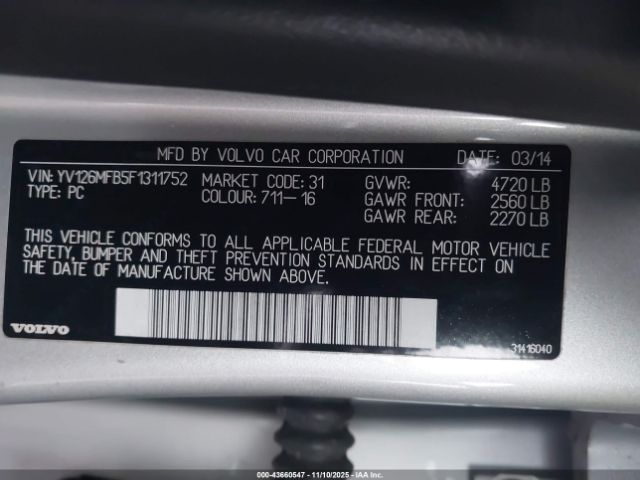 MFD BY VOLVO CAR CORPORATION DATE: 03/14
VIN: YV126MFB5F1311752 MARKET CODE: 31 GVWR: 4720 LB
TYPE: PC COLOUR: 711-16 GAWR FRONT: 2560 LB
GAWR REAR: 2270 LB
THIS VEHICLE CONFORMS TO ALL APPLICABLE FEDERAL MOTOR VEHICLE
SAFETY, BUMPER AND THEFT PREVENTION STANDARDS IN EFFECT ON
THE DATE OF MANUFACTURE SHOWN ABOVE.
VOLVO 31416040
000-43660547 - 11/10/2025 - IAAI.COM